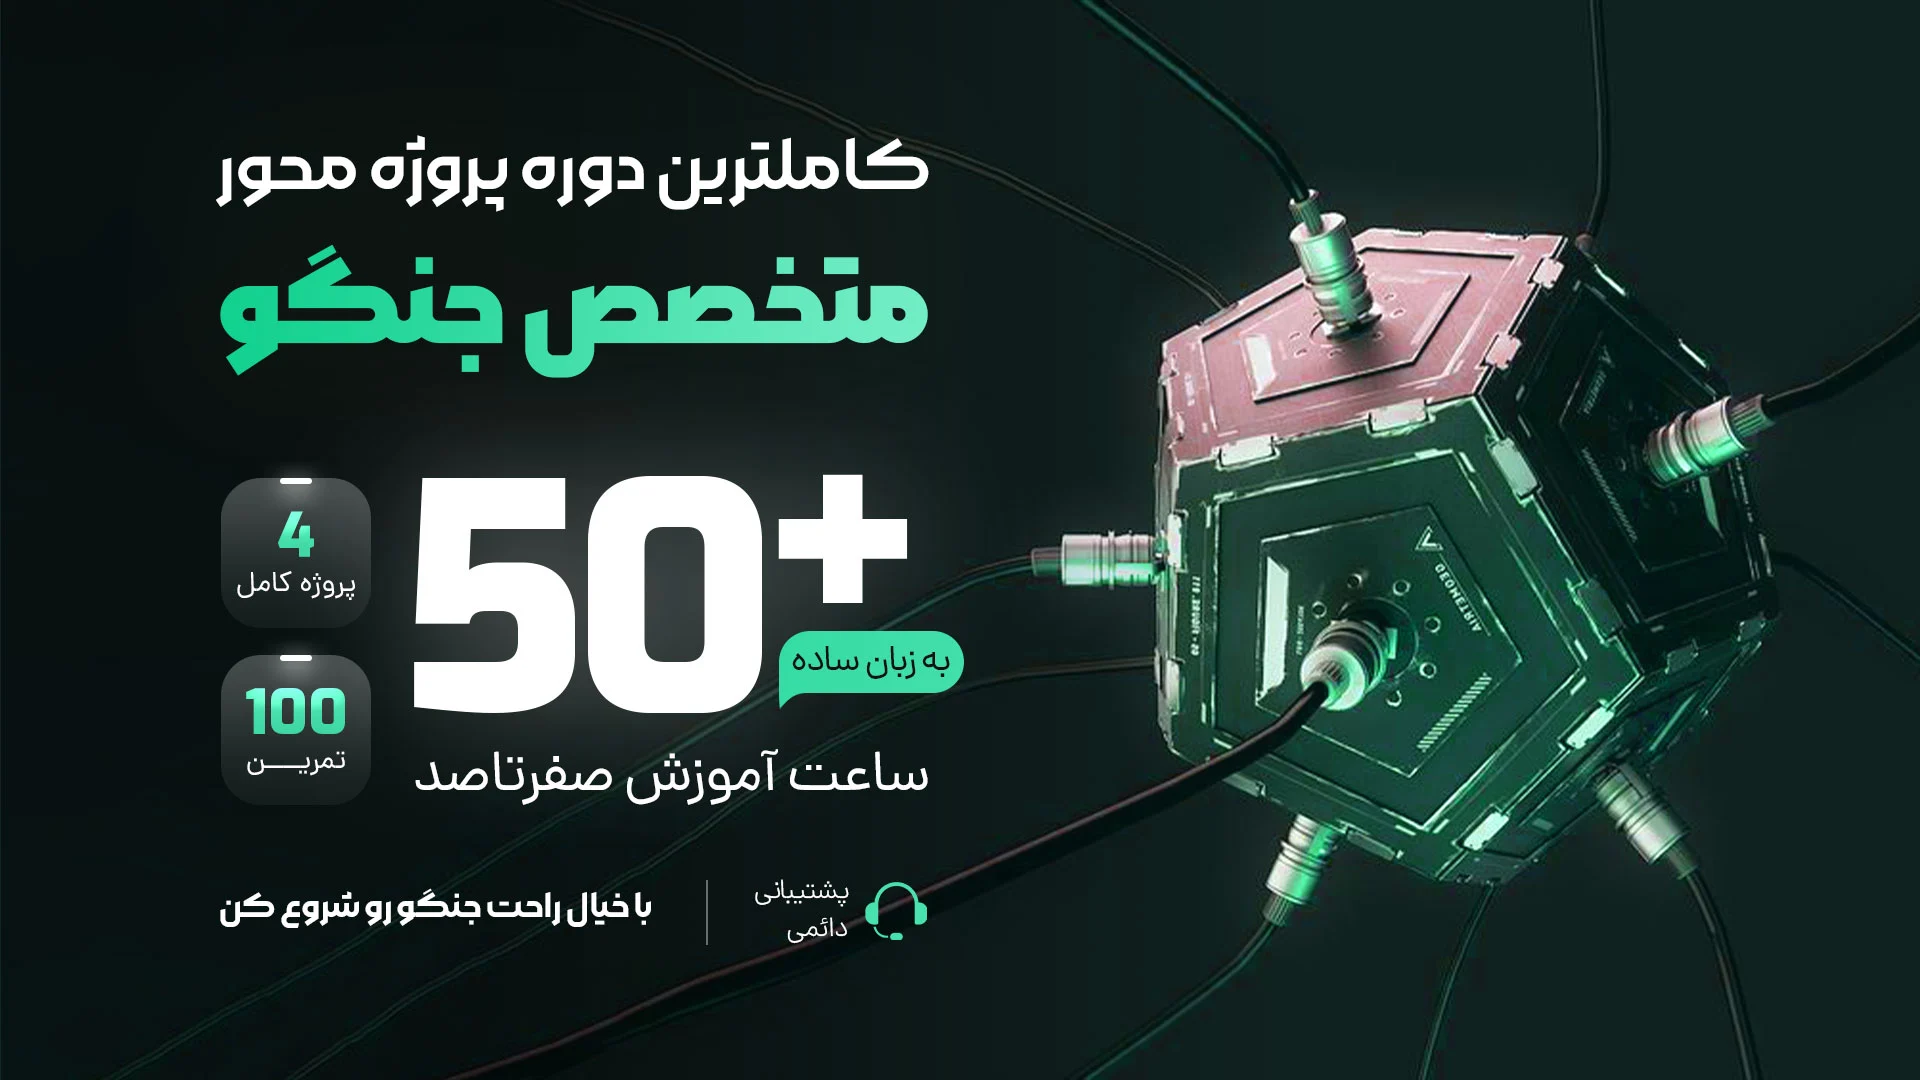 کاملترین دوره پروژه محور
متخصص جنگو
50+
به زبان ساده
ساعت آموزش صفرتاصد
4
پروژه کامل
100
تمریـــن
پشتیبانی
دائمی
با خیال راحت جنگو رو شروع کن
AIRTEM03D